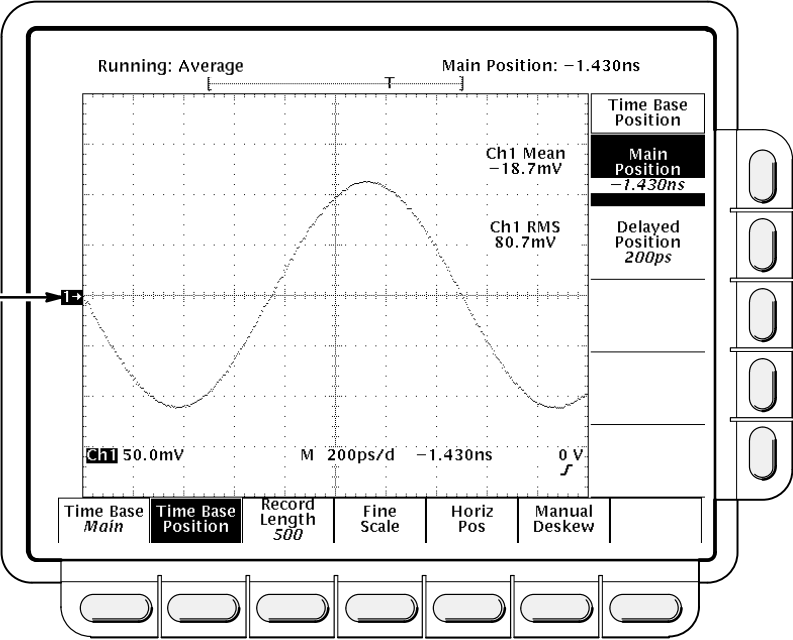 Running: Average
Main Position: −1.430ns
T
Time Base
Position
Main
Position
−1.430ns
Ch1 Mean
−18.7mV
Ch1 RMS
80.7mV
Delayed
Position
200ps
1→
Ch1 50.0mV
M 200ps/d −1.430ns
0 V
Time Base
Main
Time Base
Position
Record
Length
500
Fine
Scale
Horiz
Pos
Manual
Deskew